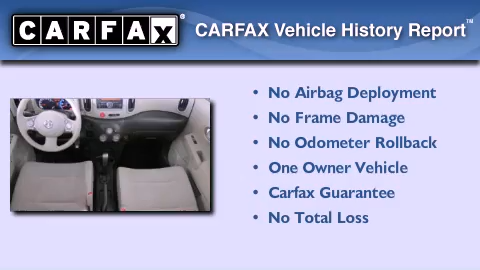 CARFAX® CARFAX Vehicle History Report™
• No Airbag Deployment
• No Frame Damage
• No Odometer Rollback
• One Owner Vehicle
• Carfax Guarantee
• No Total Loss